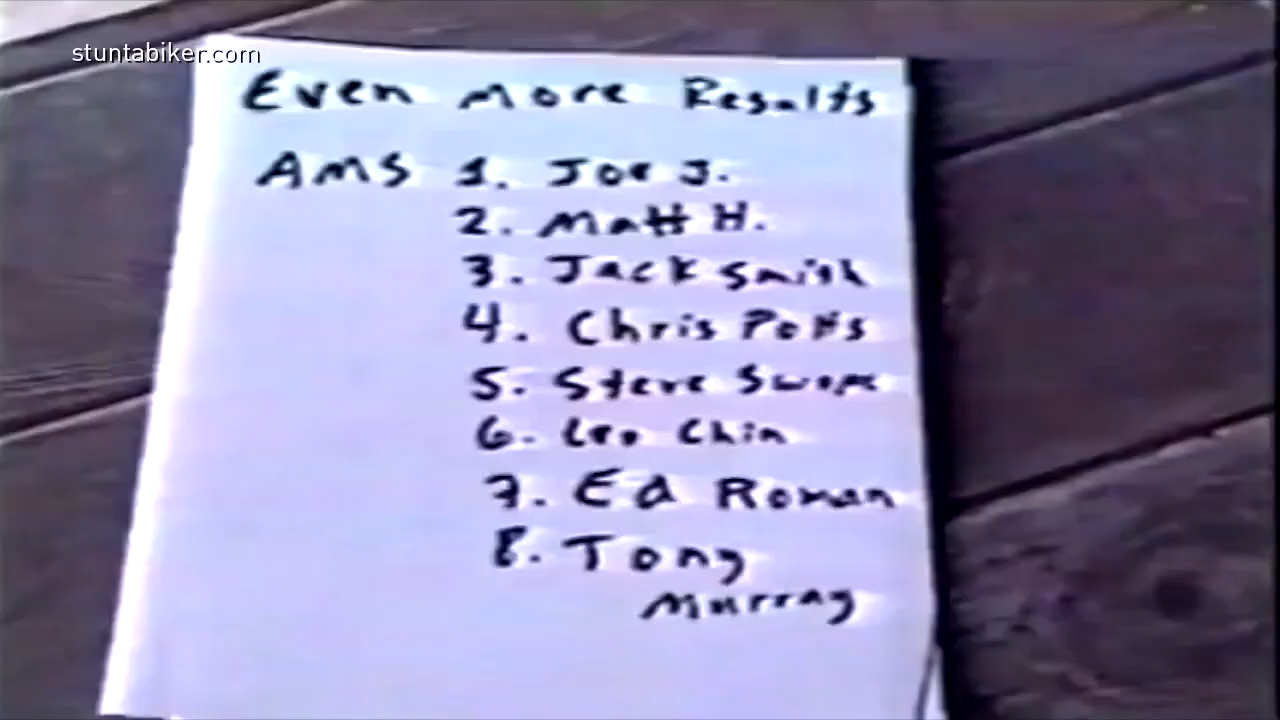 stuntabiker.com
Even more Results
AMS 1. Joe J.
2. Matt H.
3. Jack Smith
4. Chris Potts
5. Steve Swope
6. Leo Chin
7. Ed Roman
8. Tony
Murray